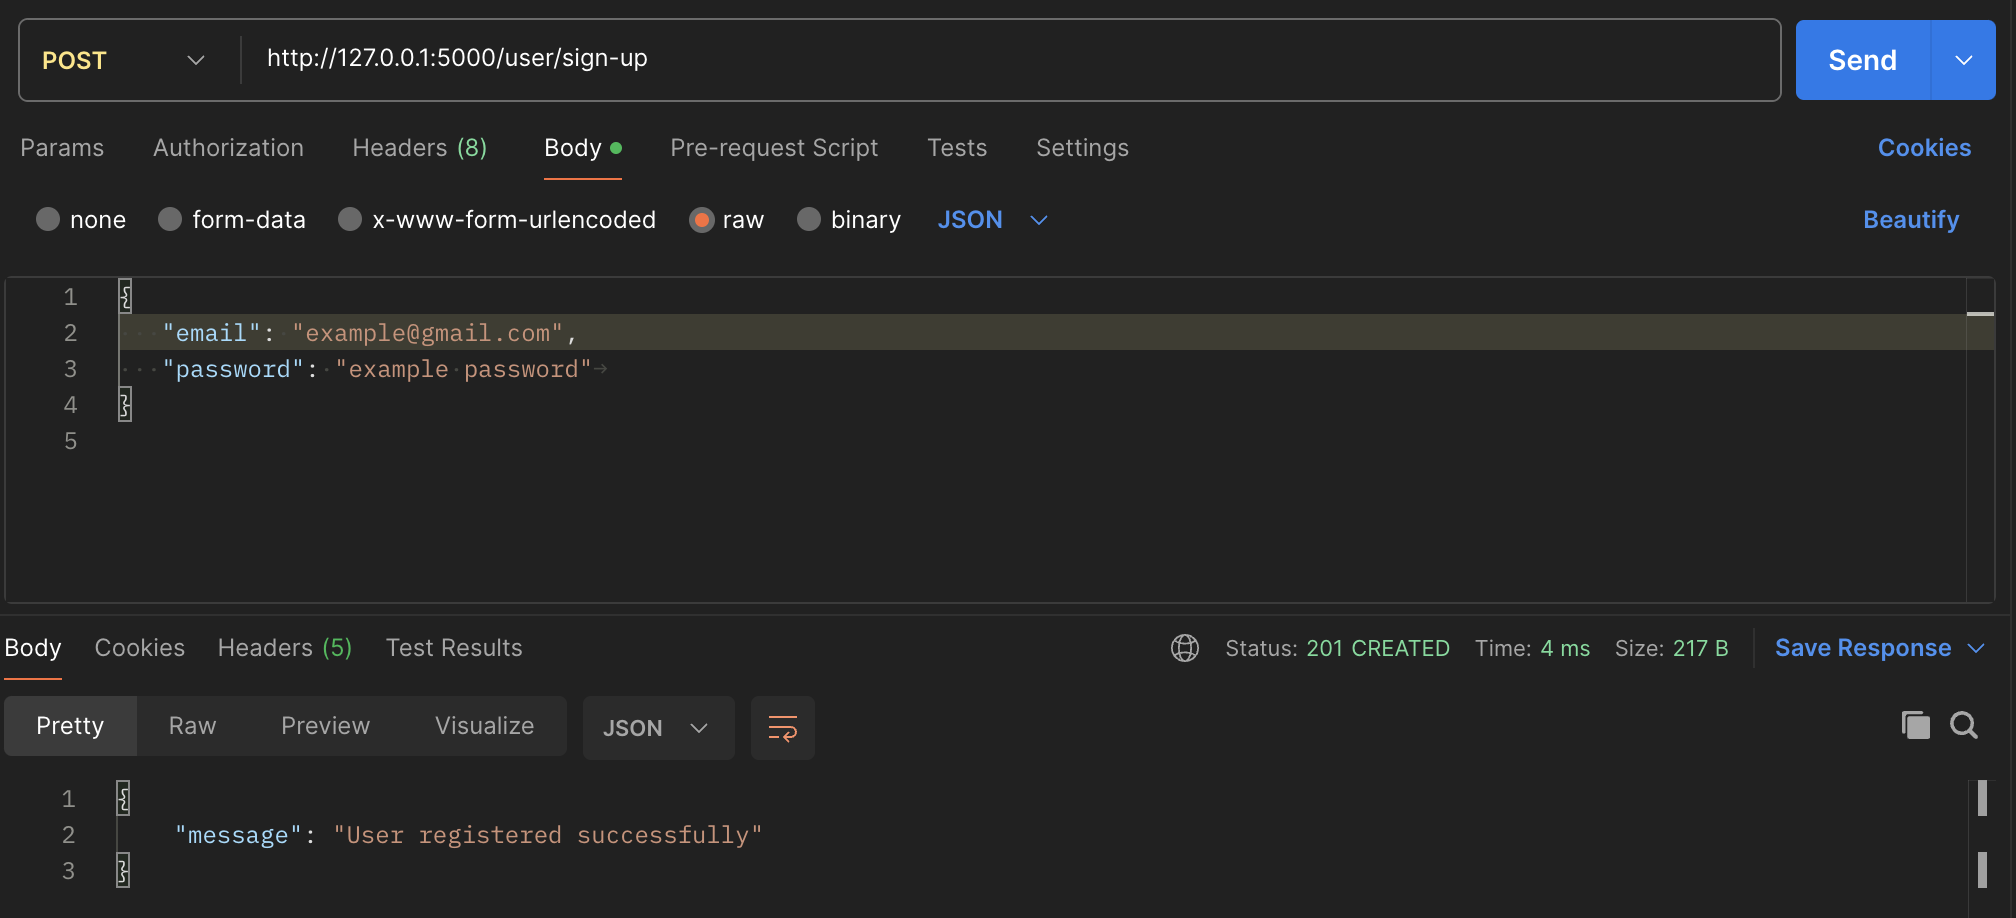 POST http://127.0.0.1:5000/user/sign-up Send
Params Authorization Headers (8) Body Pre-request Script Tests Settings Cookies
none form-data x-www-form-urlencoded raw binary JSON Beautify
1 {
2 "email": "example@gmail.com",
3 "password": "example password"
4 }
5
Body Cookies Headers (5) Test Results Status: 201 CREATED Time: 4 ms Size: 217 B Save Response
Pretty Raw Preview Visualize JSON
1 {
2 "message": "User registered successfully"
3 }